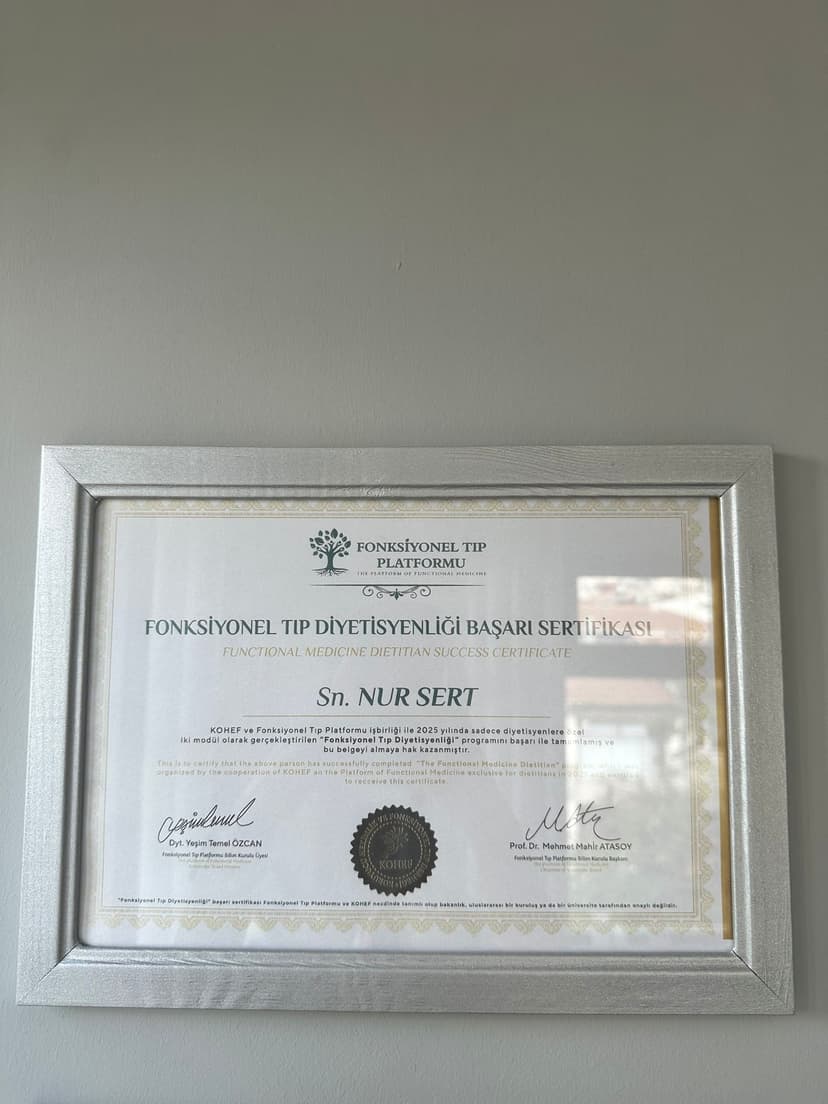 FONKSİYONEL TIP
PLATFORMU
THE PLATFORM OF FUNCTIONAL MEDICINE
FONKSİYONEL TIP DİYETİSYENLİĞİ BAŞARI SERTİFİKASI
FUNCTIONAL MEDICINE DIETITIAN SUCCESS CERTIFICATE
Sn. NUR SERT
KOHEF ve Fonksiyonel Tıp Platformu işbirliği ile 2025 yılında sadece diyetisyenlere özel
iki modül olarak gerçekleştirilen "Fonksiyonel Tıp Diyetisyenliği" programını başarı ile tamamlamış ve
bu belgeyi almaya hak kazanmıştır.
This is to certify that the above person has successfully completed "The Functional Medicine Dietitian"
organized by the cooperation of KOHEF an the Platform of Functional Medicine exclusive for dietitians in 2025 and
to recceive this certificate.
Dyt. Yeşim Temel ÖZCAN
Fonksiyonel Tıp Platformu Bilim Kurulu Üyesi
KOHEF
Prof. Dr. Mehmet Mahir ATASOY
Fonksiyonel Tıp Platformu Bilim Kurulu Başkanı
"Fonksiyonel Tıp Diyetisyenliği" başarı sertifikası Fonksiyonel Tıp Platformu ve KOHEF nezdinde tanımlı olup bakanlık, uluslararası bir kuruluş ya da bir üniversite tarafından onaylı değildir.